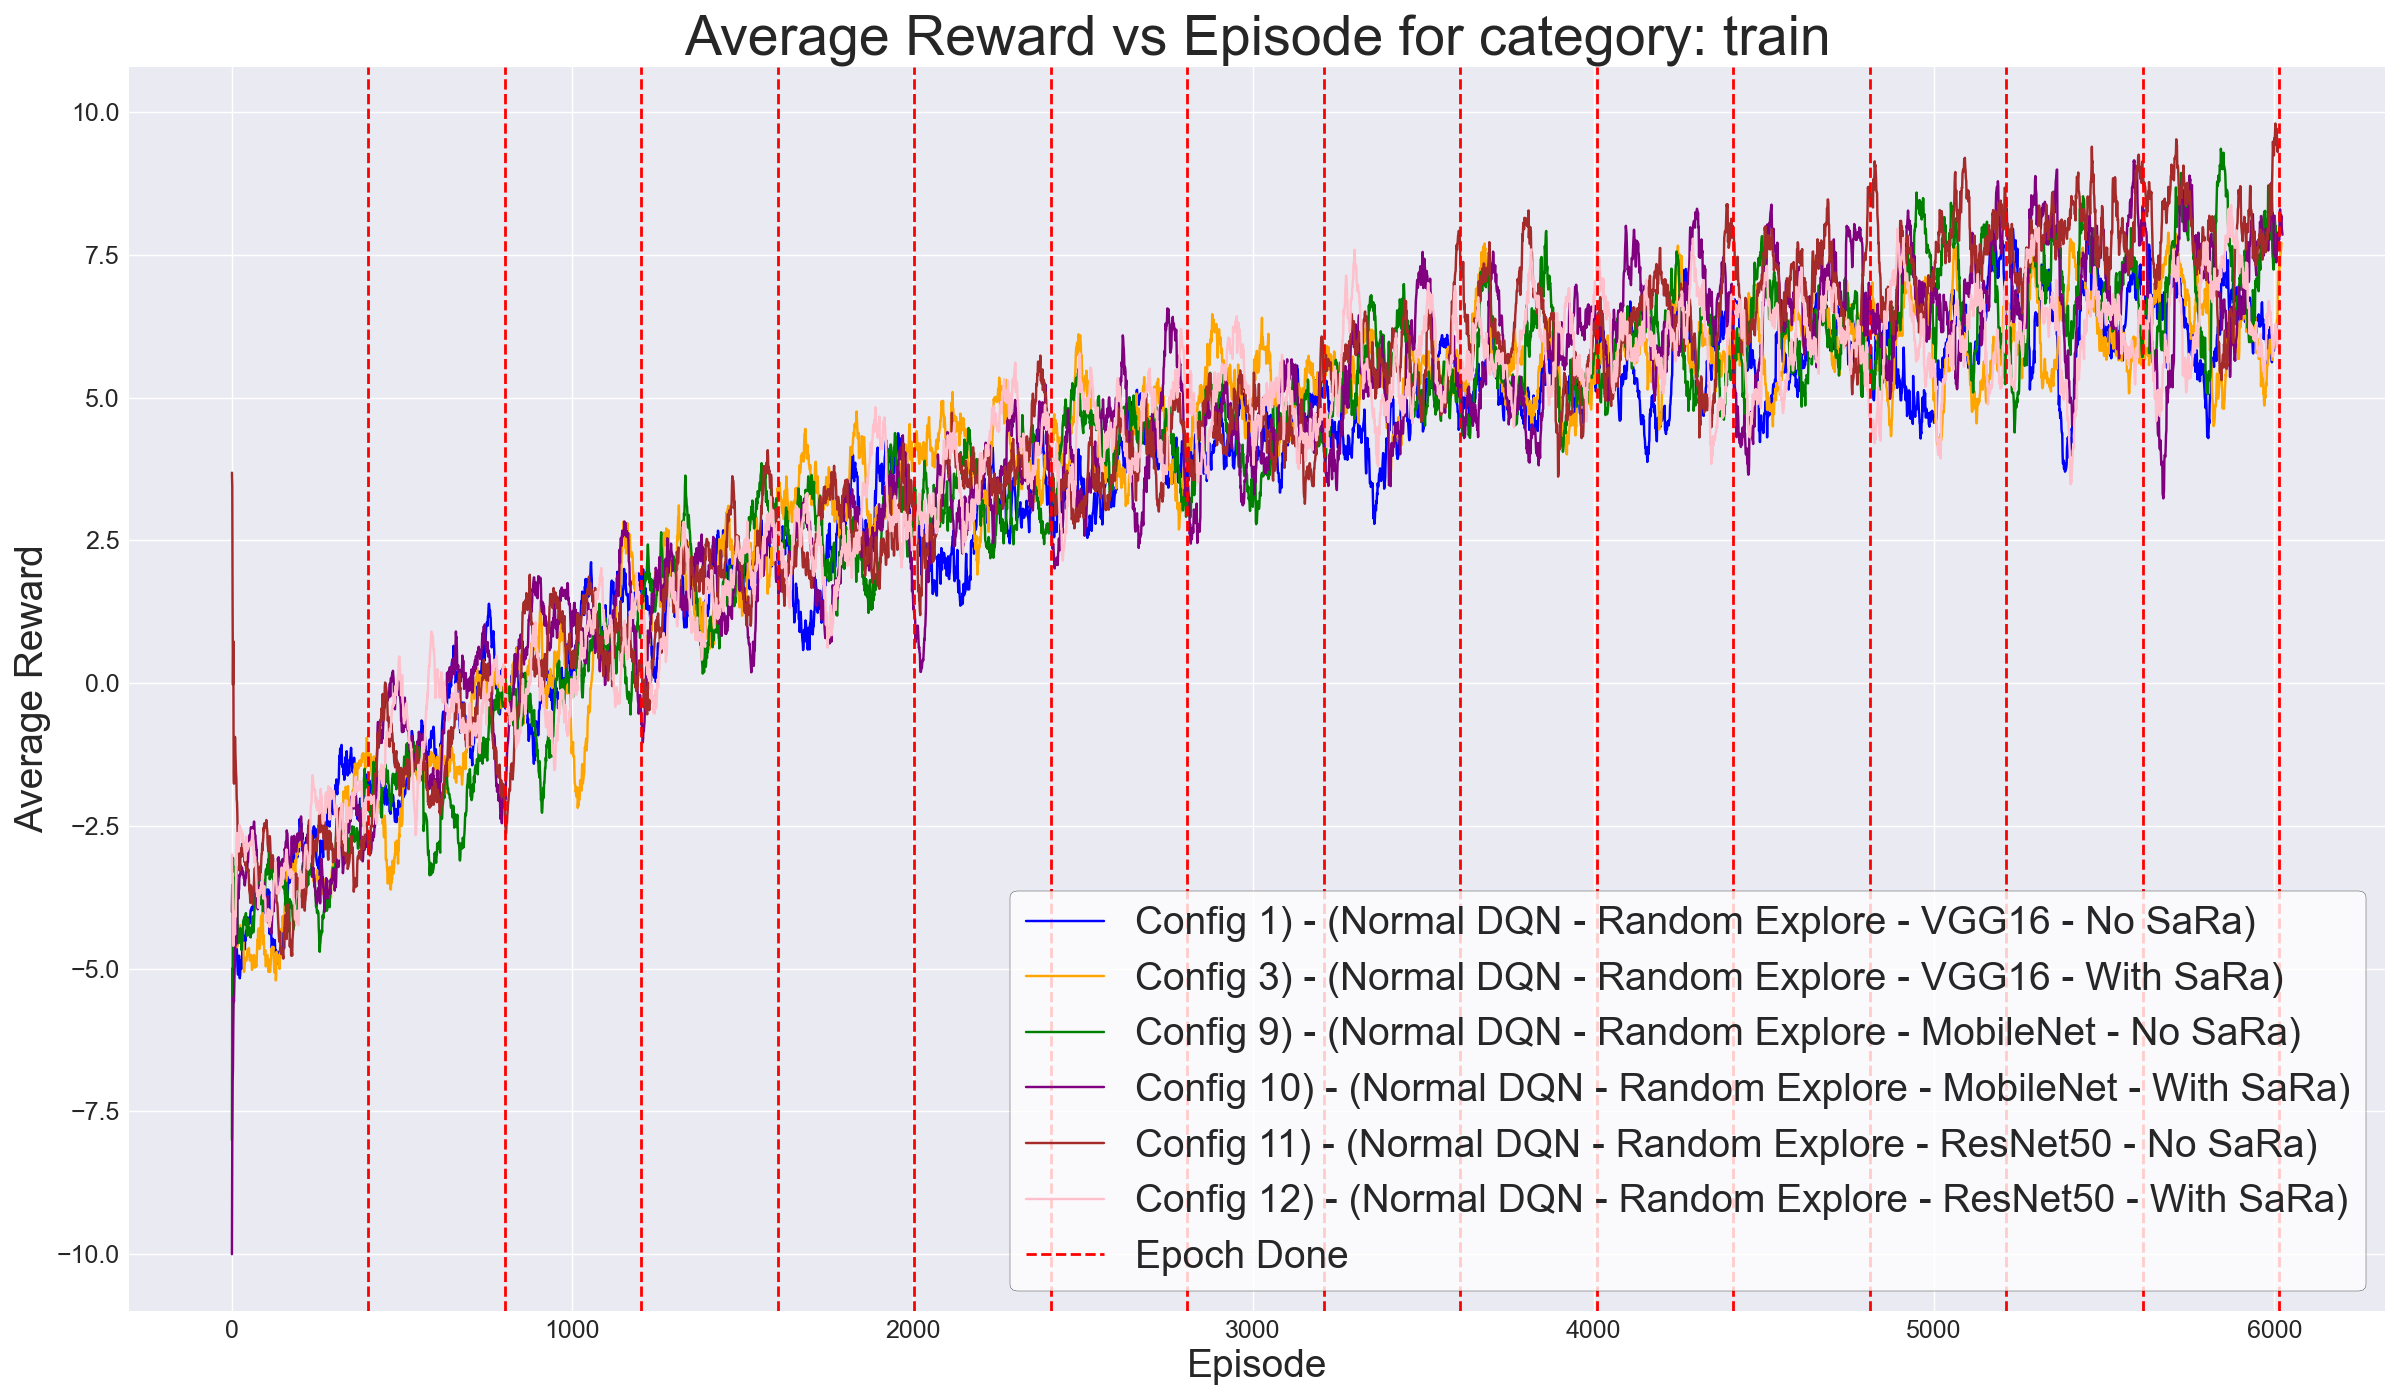 Average Reward vs Episode for category: train
Average Reward
10.0
7.5
5.0
2.5
0.0
−2.5
−5.0
−7.5
−10.0
Config 1) - (Normal DQN - Random Explore - VGG16 - No SaRa)
Config 3) - (Normal DQN - Random Explore - VGG16 - With SaRa)
Config 9) - (Normal DQN - Random Explore - MobileNet - No SaRa)
Config 10) - (Normal DQN - Random Explore - MobileNet - With SaRa)
Config 11) - (Normal DQN - Random Explore - ResNet50 - No SaRa)
Config 12) - (Normal DQN - Random Explore - ResNet50 - With SaRa)
Epoch Done
0 1000 2000 3000 4000 5000 6000
Episode